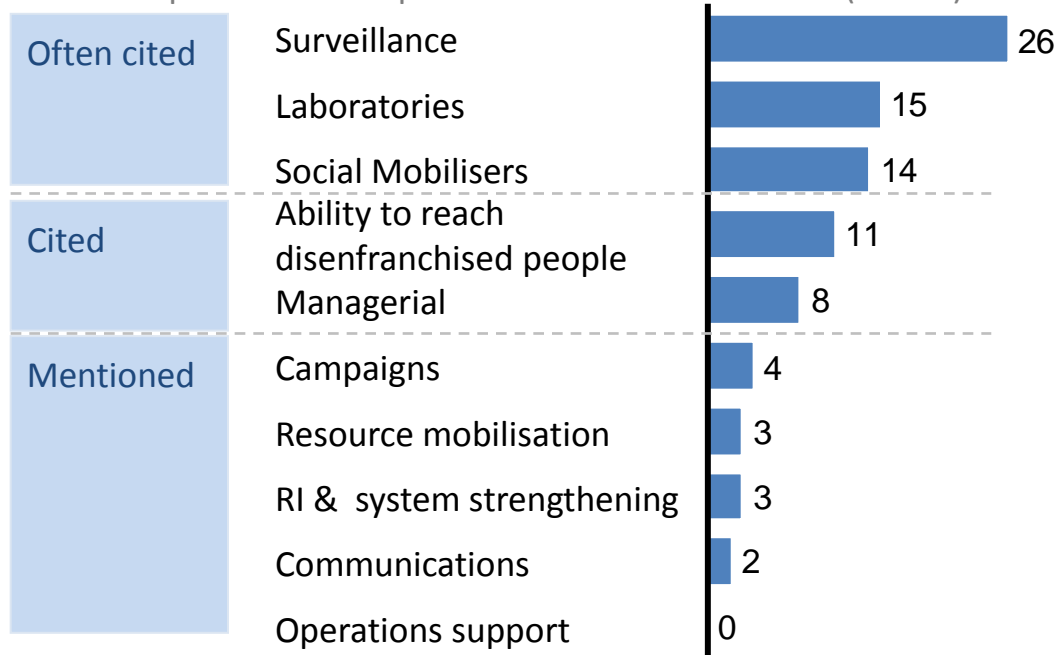 Often cited
Surveillance
26
Laboratories
15
Social Mobilisers
14
Cited
Ability to reach
disenfranchised people
11
Managerial
8
Mentioned
Campaigns
4
Resource mobilisation
3
RI & system strengthening
3
Communications
2
Operations support
0